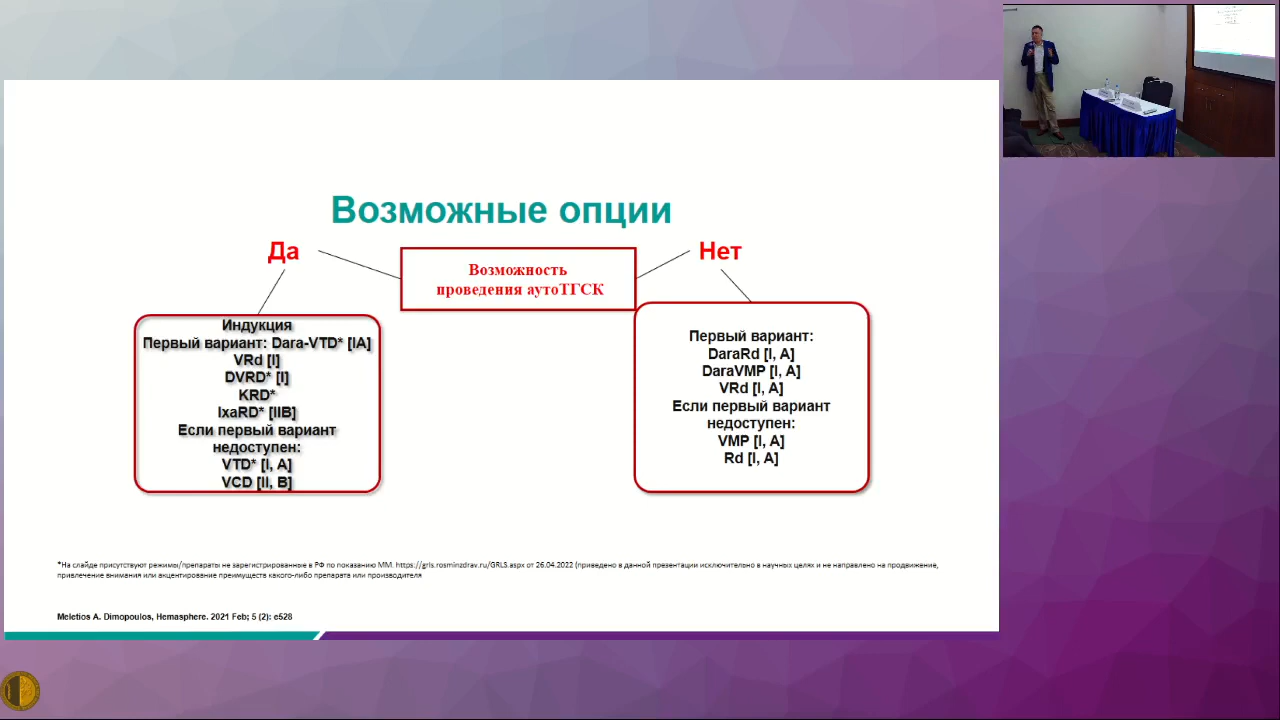 Возможные опции
Да
Возможность
проведения аутоТГСК
Нет
Индукция
Первый вариант: Dara-VTD* [IA]
VRd [I]
DVRD* [I]
KRD*
IxaRD* [IIB]
Если первый вариант
недоступен:
VTD* [I, A]
VCD [II, B]
Первый вариант:
DaraRd [I, A]
DaraVMP [I, A]
VRd [I, A]
Если первый вариант
недоступен:
VMP [I, A]
Rd [I, A]
*На слайде присутствуют режимы/препараты не зарегистрированные в РФ по показанию ММ. https://gris.rosminzdrav.ru/GRLS.aspx от 26.04.2022 (приведено в данной презентации исключительно в научных целях и не направлено на продвижение,
привлечение внимания или акцентирование преимуществ какого-либо препарата или производителя
Meletios A. Dimopoulos, Hemasphere. 2021 Feb; 5 (2): e528